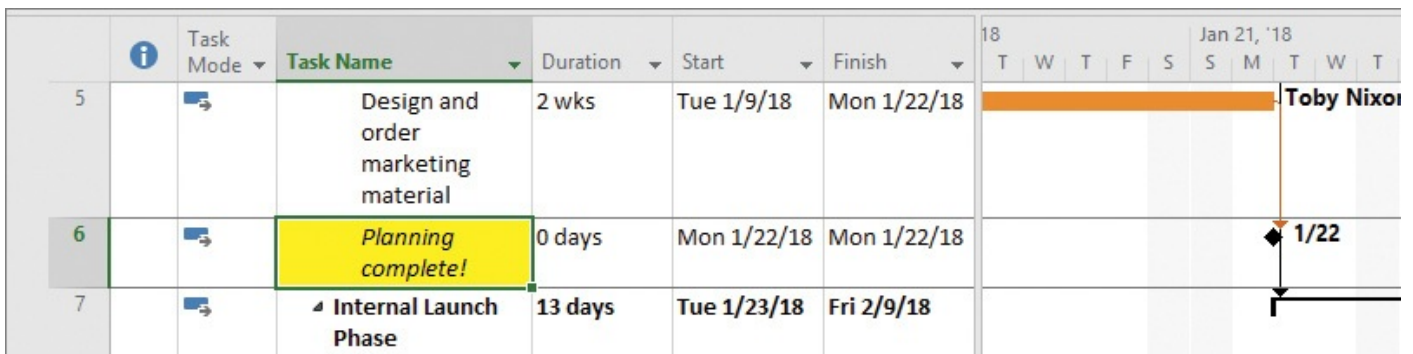 i
Task Mode
Task Name
Duration
Start
Finish
18
Jan 21, '18
T W T F S S M T W T
5
Design and
order
marketing
material
2 wks
Tue 1/9/18
Mon 1/22/18
Toby Nixon
6
Planning
complete!
0 days
Mon 1/22/18
Mon 1/22/18
1/22
7
Internal Launch
Phase
13 days
Tue 1/23/18
Fri 2/9/18